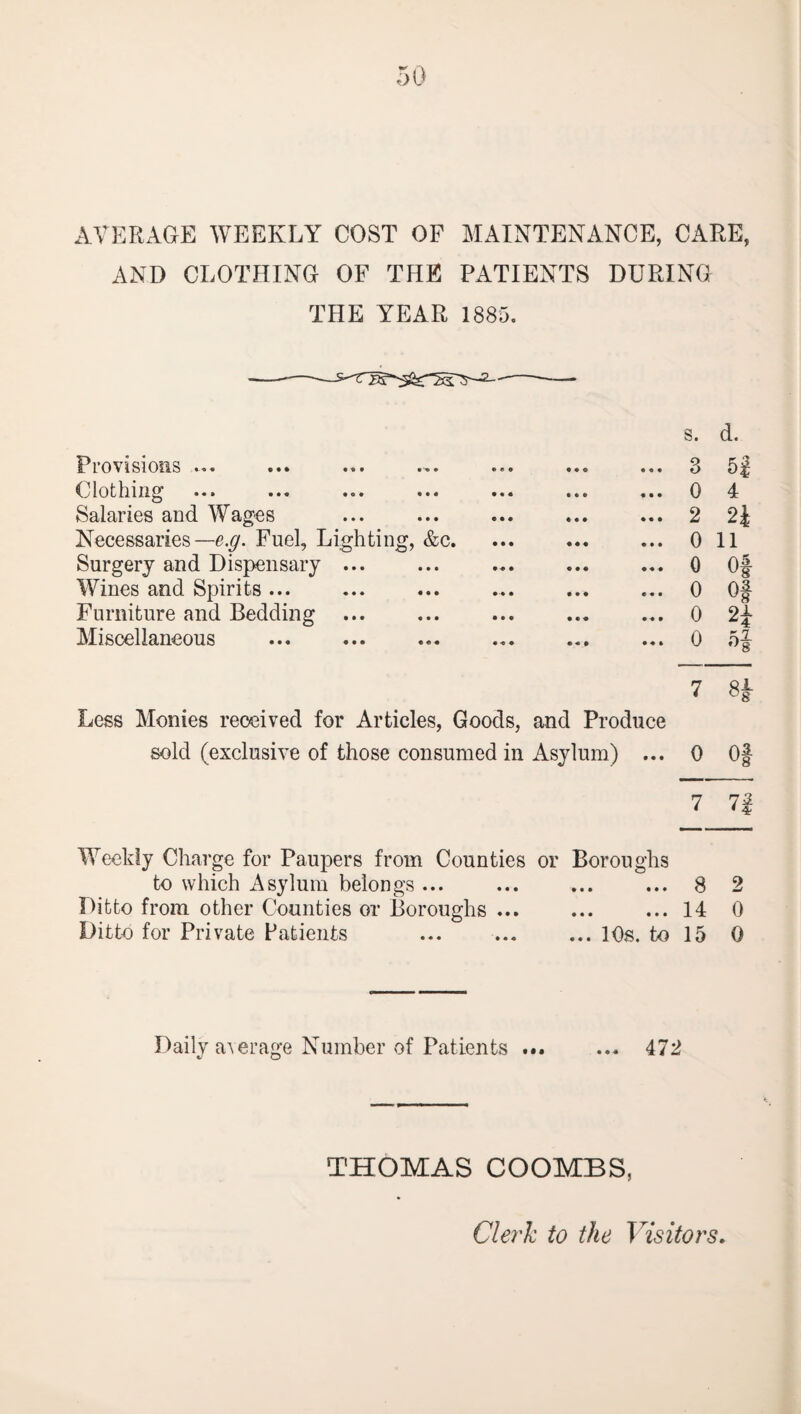 50
AVERAGE WEEKLY COST OF MAINTENANCE, CARE,
AND CLOTHING OF THE PATIENTS DURING
THE YEAR 1885.
s. d.
Provisions ... ... ... ... ... ... ... 3 5¾
Clothing ... ... ... ... ... ... ... 0 4
Salaries and Wages ... ... ... ... ... 2 2¼
Necessaries—e.g. Fuel, Lighting, &c. ... ... ... 0 11
Surgery and Dispensary ... ... ... ... ... 0 0⅜
Wines and Spirits ... ... ... ... ... ... 0 0⅝
Furniture and Bedding ... ... ... ... ... 0 2¼
Miscellaneous ... ... ... ... ... ... 0 5⅞
7 8⅛
Less Monies received for Articles, Goods, and Produce
sold (exclusive of those consumed in Asylum) ... 0 0⅜
7 7¾
Weekly Charge for Paupers from Counties or Boroughs
to which Asylum belongs ... ... ... ... 8 2
Ditto from other Counties or Boroughs ... ... ... 14 0
Ditto for Private Patients ... ... ... 10s. to 15 0
Daily average Number of Patients ... ... 472
THOMAS COOMBS,
Clerk to the Visitors.